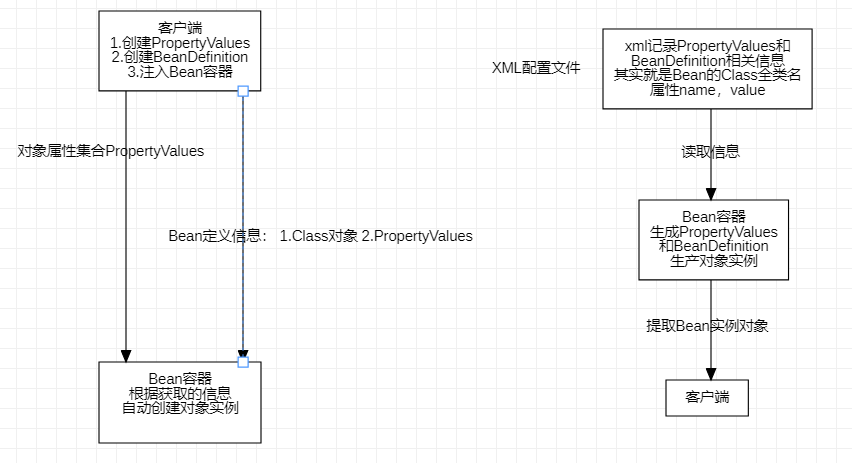 客户端
1.创建PropertyValues
2.创建BeanDefinition
3.注入Bean容器
对象属性集合PropertyValues
Bean定义信息： 1.Class对象 2.PropertyValues
Bean容器
根据获取的信息
自动创建对象实例
XML配置文件
xml记录PropertyValues和
BeanDefinition相关信息
其实就是Bean的Class全类名
属性name，value
读取信息
Bean容器
生成PropertyValues
和BeanDefinition
生产对象实例
提取Bean实例对象
客户端